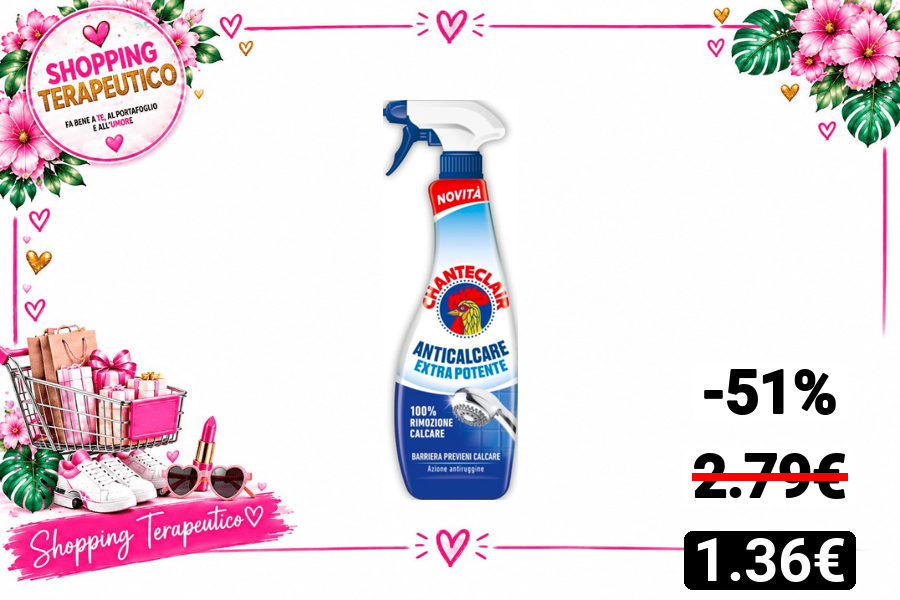 SHOPPING
TERAPEUTICO
FA BENE A TE, AL PORTAFOGLIO
E ALL'UMORE
NOVITÀ
CHANTECLAIR
ANTICALCARE
EXTRA POTENTE
100%
RIMOZIONE
CALCARE
BARRIERA PREVIENI CALCARE
Azione antiruggine
-51%
2.79€
1.36€
Shopping Terapeutico